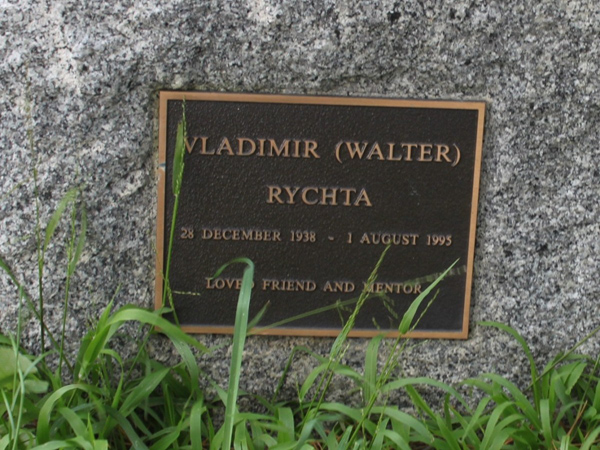 VLADIMIR (WALTER)
RYCHTA
28 DECEMBER 1938 - 1 AUGUST 1995
LOVED FRIEND AND MENTOR